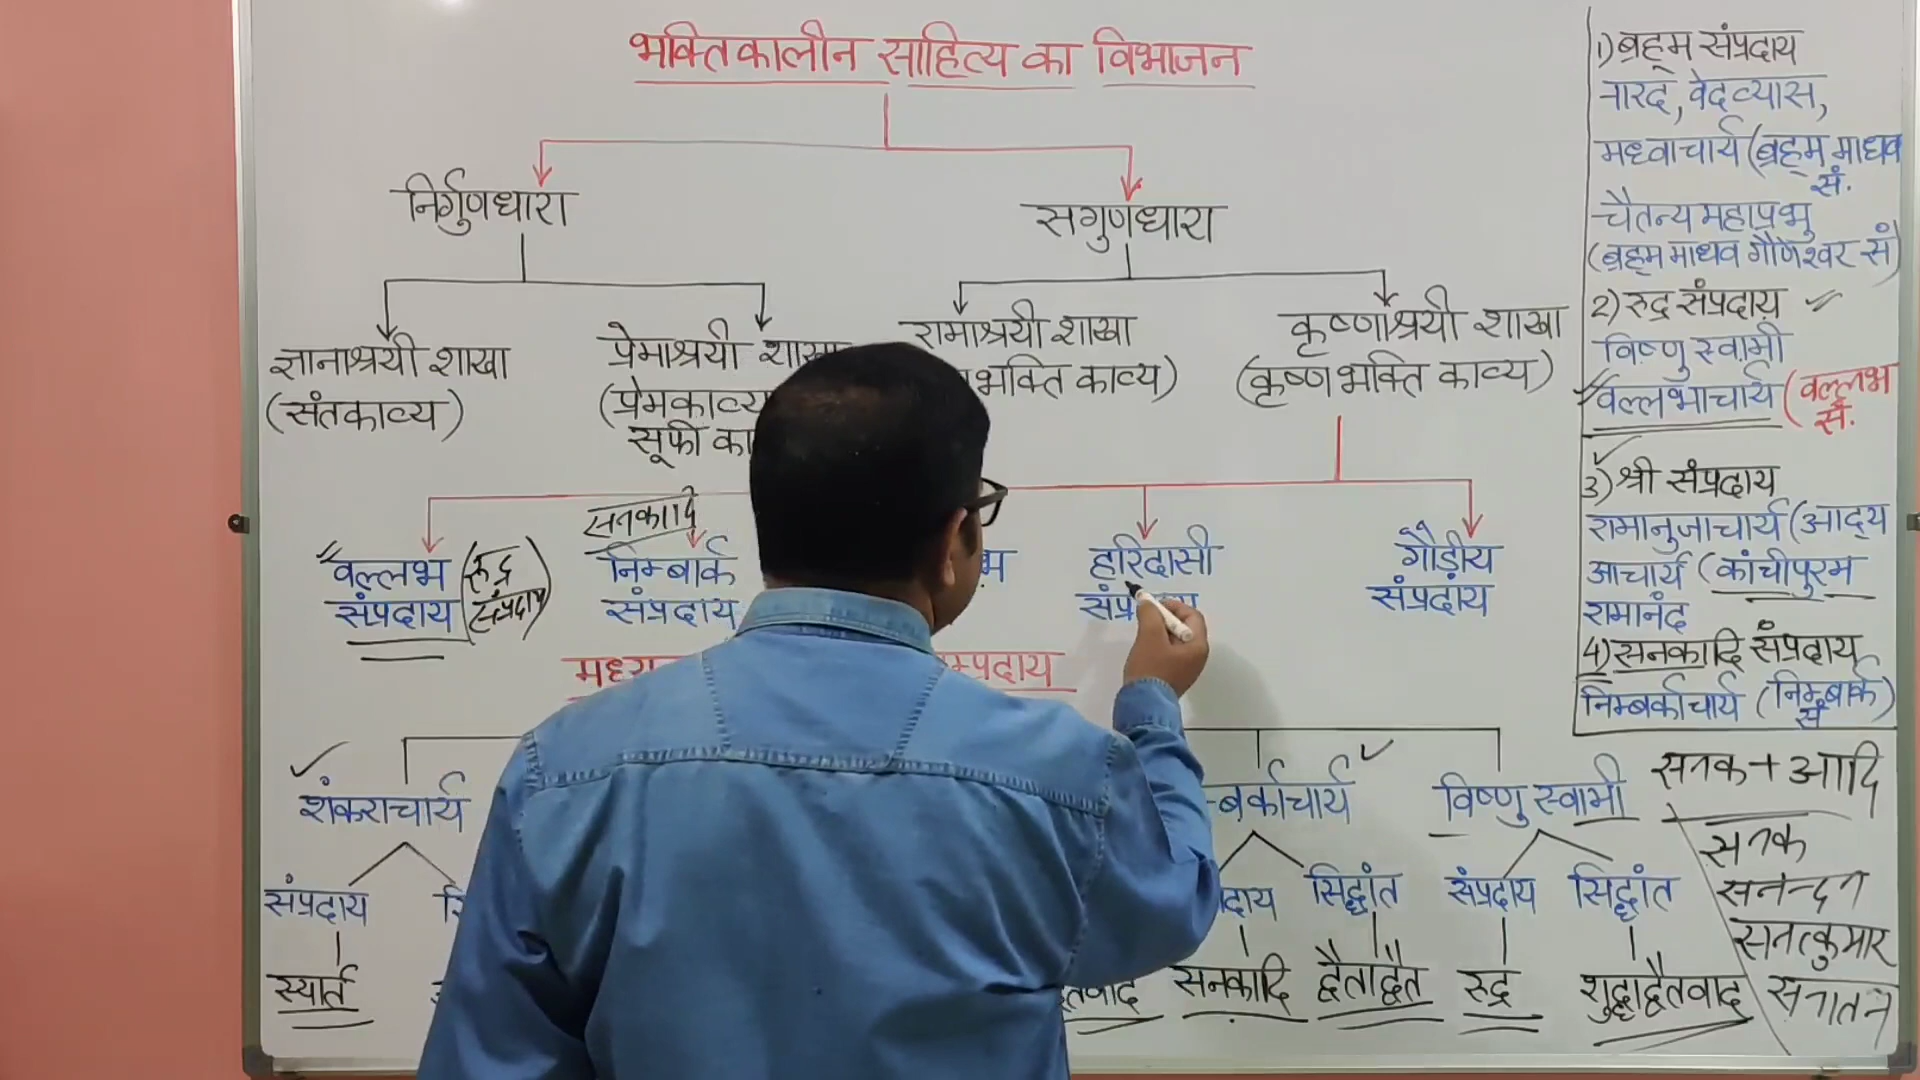 भक्तिकालीन साहित्य का विभाजन
निर्गुणधारा
सगुणधारा
ज्ञानाश्रयी शाखा
(संतकाव्य)
प्रेमाश्रयी शाखा
(प्रेमकाव्य
सूफी का
रामाश्रयी शाखा
भक्ति काव्य)
कृष्णाश्रयी शाखा
(कृष्ण भक्ति काव्य)
वल्लभ
संप्रदाय
(रुद्र
संप्रदाय)
सनकादि
निम्बार्क
संप्रदाय
हरिदासी
गौड़ीय
संप्रदाय
म्प्रदाय
शंकराचार्य
संप्रदाय
स्मार्त
र्बकाचार्य
सिद्धांत
सनकादि
द्वैताद्वैत
विष्णु स्वामी
संप्रदाय
सिद्धांत
रुद्र
शुद्धाद्वैतवाद
1) ब्रह्म संप्रदाय
नारद, वेदव्यास,
मध्वाचार्य (ब्रह्म माधव
सं.
चैतन्य महाप्रभु
(ब्रह्म माधव गौणेश्वर सं)
2) रुद्र संप्रदाय
विष्णु स्वामी
वल्लभाचार्य (वल्लभ
सं.
3) श्री संप्रदाय
रामानुजाचार्य (आद्य
आचार्य (कांचीपुरम
रामानंद
4) सनकादि संप्रदाय
निम्बर्काचार्य (निम्बार्क)
सं
सनक + आदि
सनक
सनन्दन
सनत्कुमार
सनातन